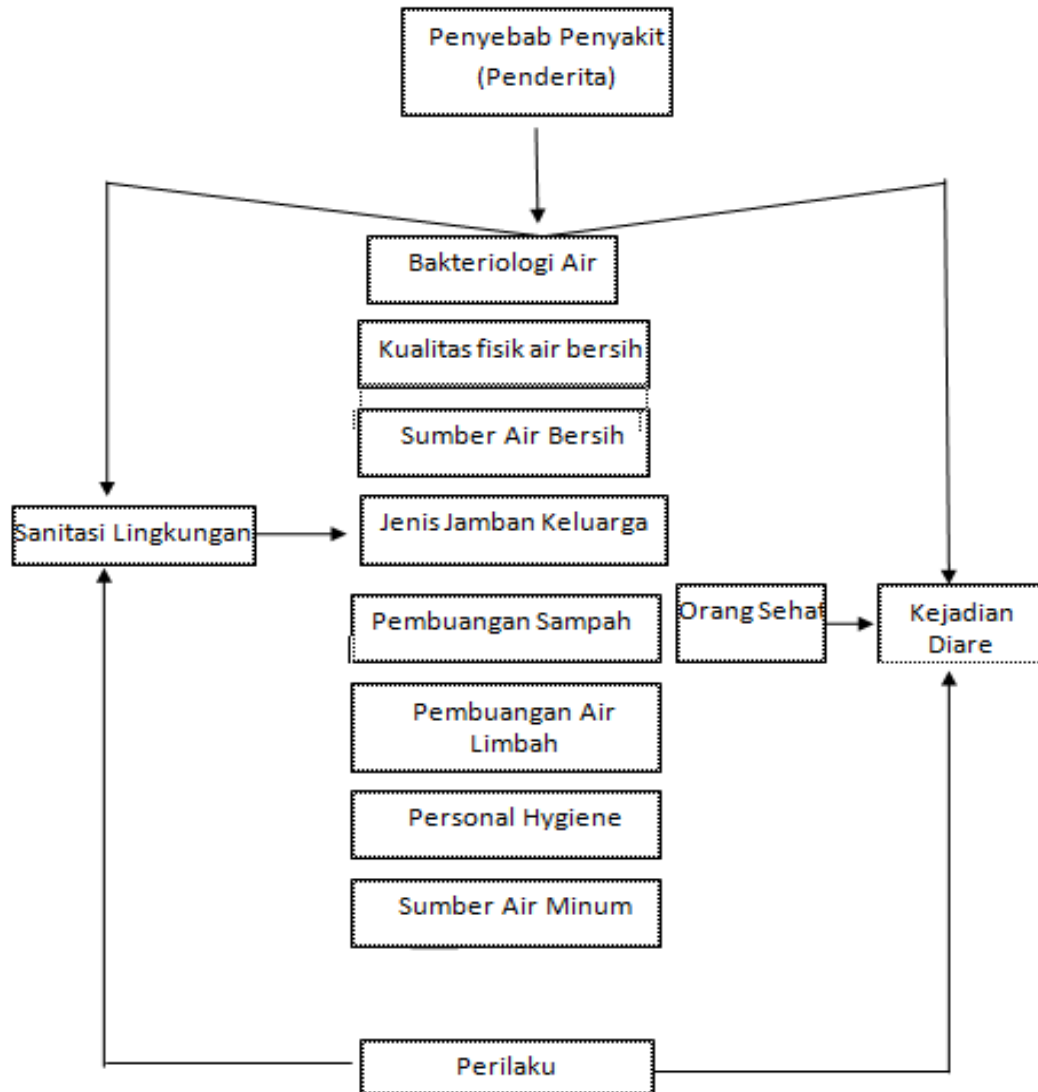 Penyebab Penyakit
(Penderita)
Bakteriologi Air
Kualitas fisik air bersih
Sumber Air Bersih
Sanitasi Lingkungan
Jenis Jamban Keluarga
Pembuangan Sampah
Orang Sehat
Kejadian
Diare
Pembuangan Air
Limbah
Personal Hygiene
Sumber Air Minum
Perilaku